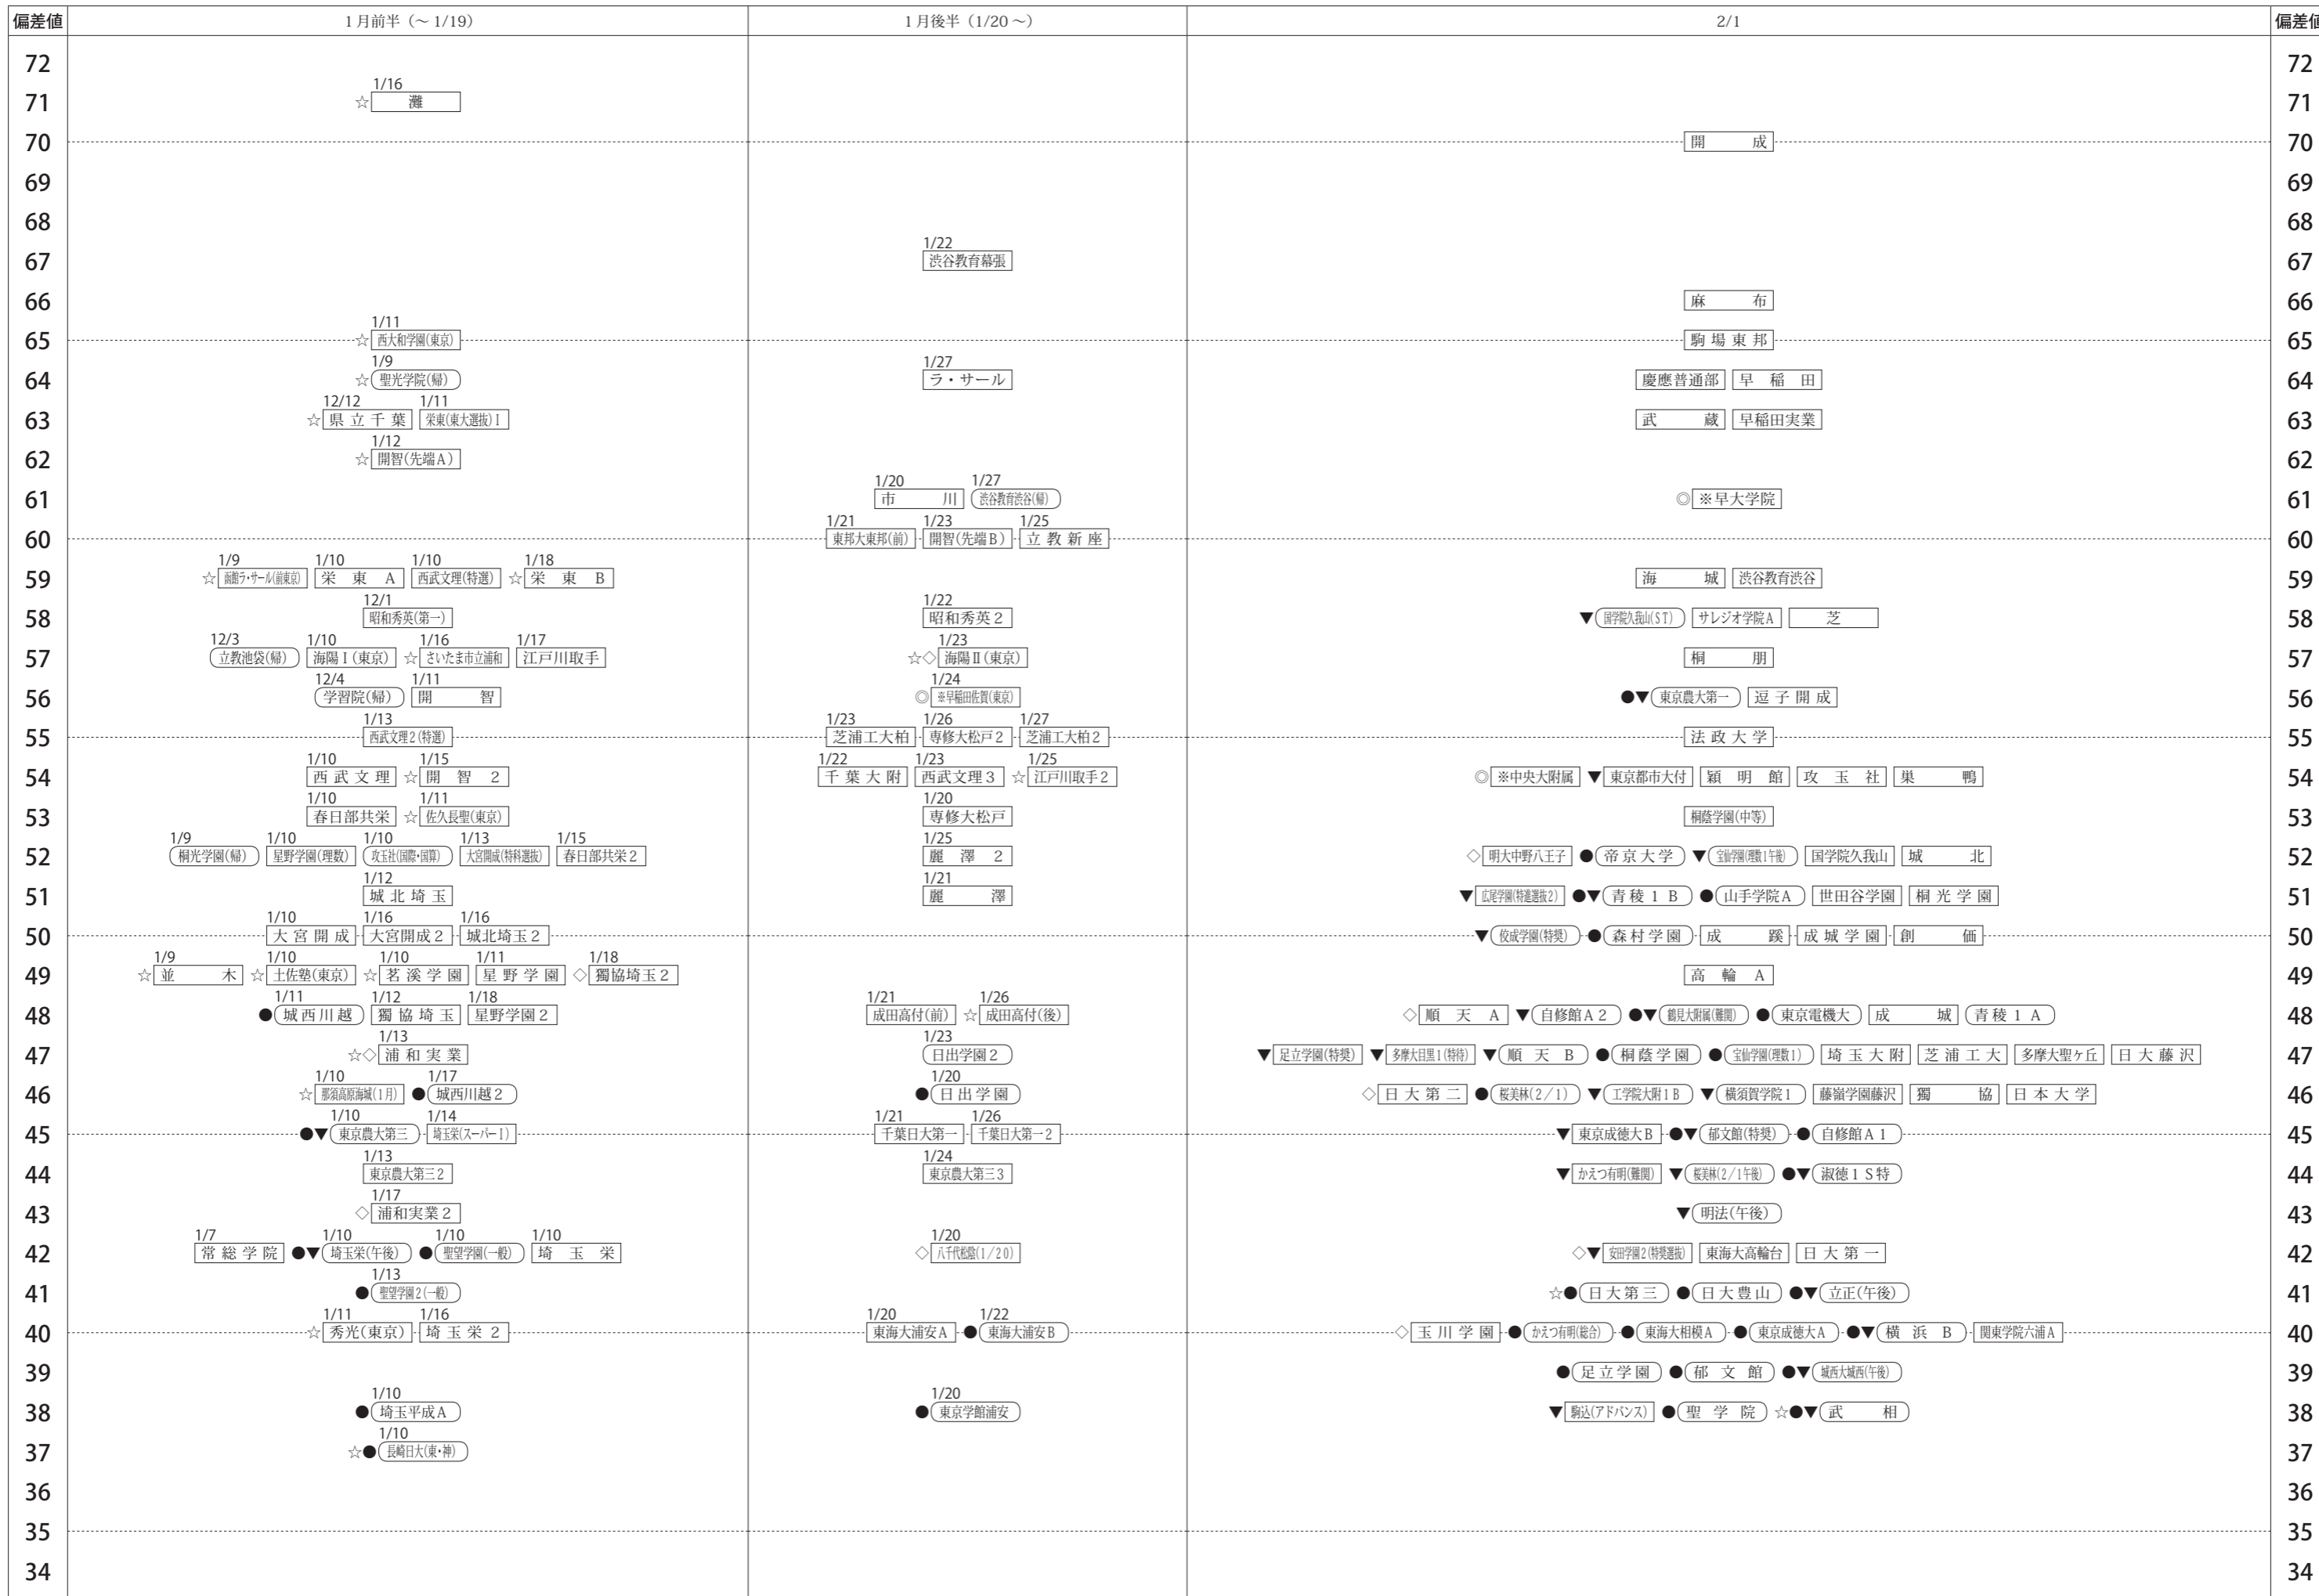 偏差値 1月前半（～1/19） 1月後半（1/20～） 2/1 偏差値
72 72
1/16
71 ☆灘 71
70 開成 70
69 69
68 68
1/22
67 渋谷教育幕張 67
66 麻布 66
1/11
65 ☆西大和学園(東京) 駒場東邦 65
1/9 1/27
64 ☆聖光学院(帰) ラ・サール 慶應普通部 早稲田 64
12/12 1/11
63 ☆県立千葉 栄東(東大選抜)Ⅰ 武蔵 早稲田実業 63
1/12
62 ☆開智(先端A) 62
1/20 1/27
61 市川 渋谷教育渋谷(帰) ◎※早大学院 61
1/21 1/23 1/25
60 東邦大東邦(前) 開智(先端B) 立教新座 60
1/9 1/10 1/10 1/18
59 ☆函館ラ・サール(前東京) 栄東A 西武文理(特選) ☆栄東B 海城 渋谷教育渋谷 59
12/1 1/22
58 昭和秀英(第一) 昭和秀英2 ▼国学院久我山(ST) サレジオ学院A 芝 58
12/3 1/10 1/16 1/17 1/23
57 立教池袋(帰) 海陽Ⅰ(東京) ☆さいたま市立浦和 江戸川取手 ☆◇海陽Ⅱ(東京) 桐朋 57
12/4 1/11 1/24
56 学習院(帰) 開智 ◎※早稲田佐賀(東京) ●▼東京農大第一 逗子開成 56
1/13 1/23 1/26 1/27
55 西武文理2(特選) 芝浦工大柏 専修大松戸2 芝浦工大柏2 法政大学 55
1/10 1/15 1/22 1/23 1/25
54 西武文理 ☆開智2 千葉大附 西武文理3 ☆江戸川取手2 ◎※中央大附属 ▼東京都市大付 穎明館 攻玉社 巣鴨 54
1/10 1/11 1/20
53 春日部共栄 ☆佐久長聖(東京) 専修大松戸 桐蔭学園(中等) 53
1/9 1/10 1/10 1/13 1/15 1/25
52 桐光学園(帰) 星野学園(理数) 攻玉社(国際・国算) 大宮開成(特科選抜) 春日部共栄2 麗澤2 ◇明大中野八王子 ●帝京大学 ▼宝仙学園(理数1午後) 国学院久我山 城北 52
1/12 1/21
51 城北埼玉 麗澤 ▼広尾学園(特進選抜2) ●▼青稜1B ●山手学院A 世田谷学園 桐光学園 51
1/10 1/16 1/16
50 大宮開成 大宮開成2 城北埼玉2 ▼佼成学園(特奨) ●森村学園 成蹊 成城学園 創価 50
1/9 1/10 1/10 1/11 1/18
49 ☆並木 ☆土佐塾(東京) ☆茗溪学園 星野学園 ◇獨協埼玉2 高輪A 49
1/11 1/12 1/18 1/21 1/26
48 ●城西川越 獨協埼玉 星野学園2 成田高付(前) ☆成田高付(後) ◇順天A ▼自修館A2 ●▼鶴見大附属(難関) ●東京電機大 成城 青稜1A 48
1/13 1/23
47 ☆◇浦和実業 日出学園2 ▼足立学園(特奨) ▼多摩大目黒1(特待) ▼順天B ●桐蔭学園 ●宝仙学園(理数1) 埼玉大附 芝浦工大 多摩大聖ヶ丘 日大藤沢 47
1/10 1/17 1/20
46 ☆那須高原海城(1月) ●城西川越2 ●日出学園 ◇日大第二 ●桜美林(2/1) ▼工学院大附1B ▼横須賀学院1 藤嶺学園藤沢 獨協 日本大学 46
1/10 1/14 1/21 1/26
45 ●▼東京農大第三 埼玉栄(スーパーⅠ) 千葉日大第一 千葉日大第一2 ▼東京成徳大B ●▼郁文館(特奨) ●自修館A1 45
1/13 1/24
44 東京農大第三2 東京農大第三3 ▼かえつ有明(難関) ▼桜美林(2/1午後) ●▼淑徳1S特 44
1/17
43 ◇浦和実業2 ▼明法(午後) 43
1/7 1/10 1/10 1/10 1/20
42 常総学院 ●▼埼玉栄(午後) ●聖望学園(一般) 埼玉栄 ◇八千代松陰(1/20) ◇▼安田学園2(特奨選抜) 東海大高輪台 日大第一 42
1/13
41 ●聖望学園2(一般) ☆●日大第三 ●日大豊山 ●▼立正(午後) 41
1/11 1/16 1/20 1/22
40 ☆秀光(東京) 埼玉栄2 東海大浦安A ●東海大浦安B ◇玉川学園 ●かえつ有明(総合) ●東海大相模A ●東京成徳大A ●▼横浜B 関東学院六浦A 40
39 ●足立学園 ●郁文館 ●▼城西大城西(午後) 39
1/10 1/20
38 ●埼玉平成A ●東京学館浦安 ▼駒込(アドバンス) ●聖学院 ☆●▼武相 38
1/10
37 ☆●長崎日大(東・神) 37
36 36
35 35
34 34